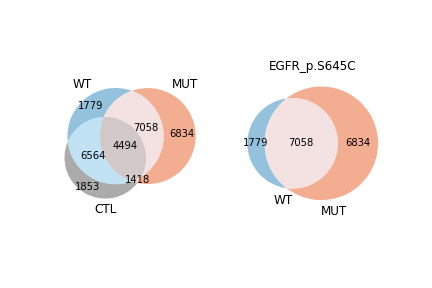 EGFR_p.S645C
WT
MUT
1779
7058
6834
4494
6564
1418
1853
CTL
1779
7058
6834
WT
MUT